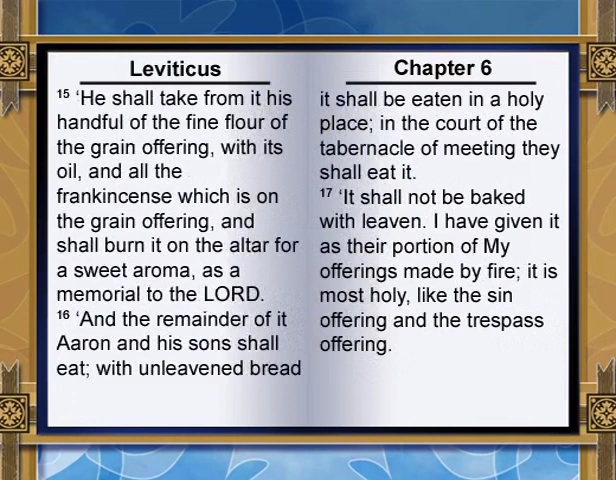 Leviticus
15 ‘He shall take from it his
handful of the fine flour of
the grain offering, with its
oil, and all the
frankincense which is on
the grain offering, and
shall burn it on the altar for
a sweet aroma, as a
memorial to the LORD.
16 ‘And the remainder of it
Aaron and his sons shall
eat; with unleavened bread
Chapter 6
it shall be eaten in a holy
place; in the court of the
tabernacle of meeting they
shall eat it.
17 ‘It shall not be baked
with leaven. I have given it
as their portion of My
offerings made by fire; it is
most holy, like the sin
offering and the trespass
offering.